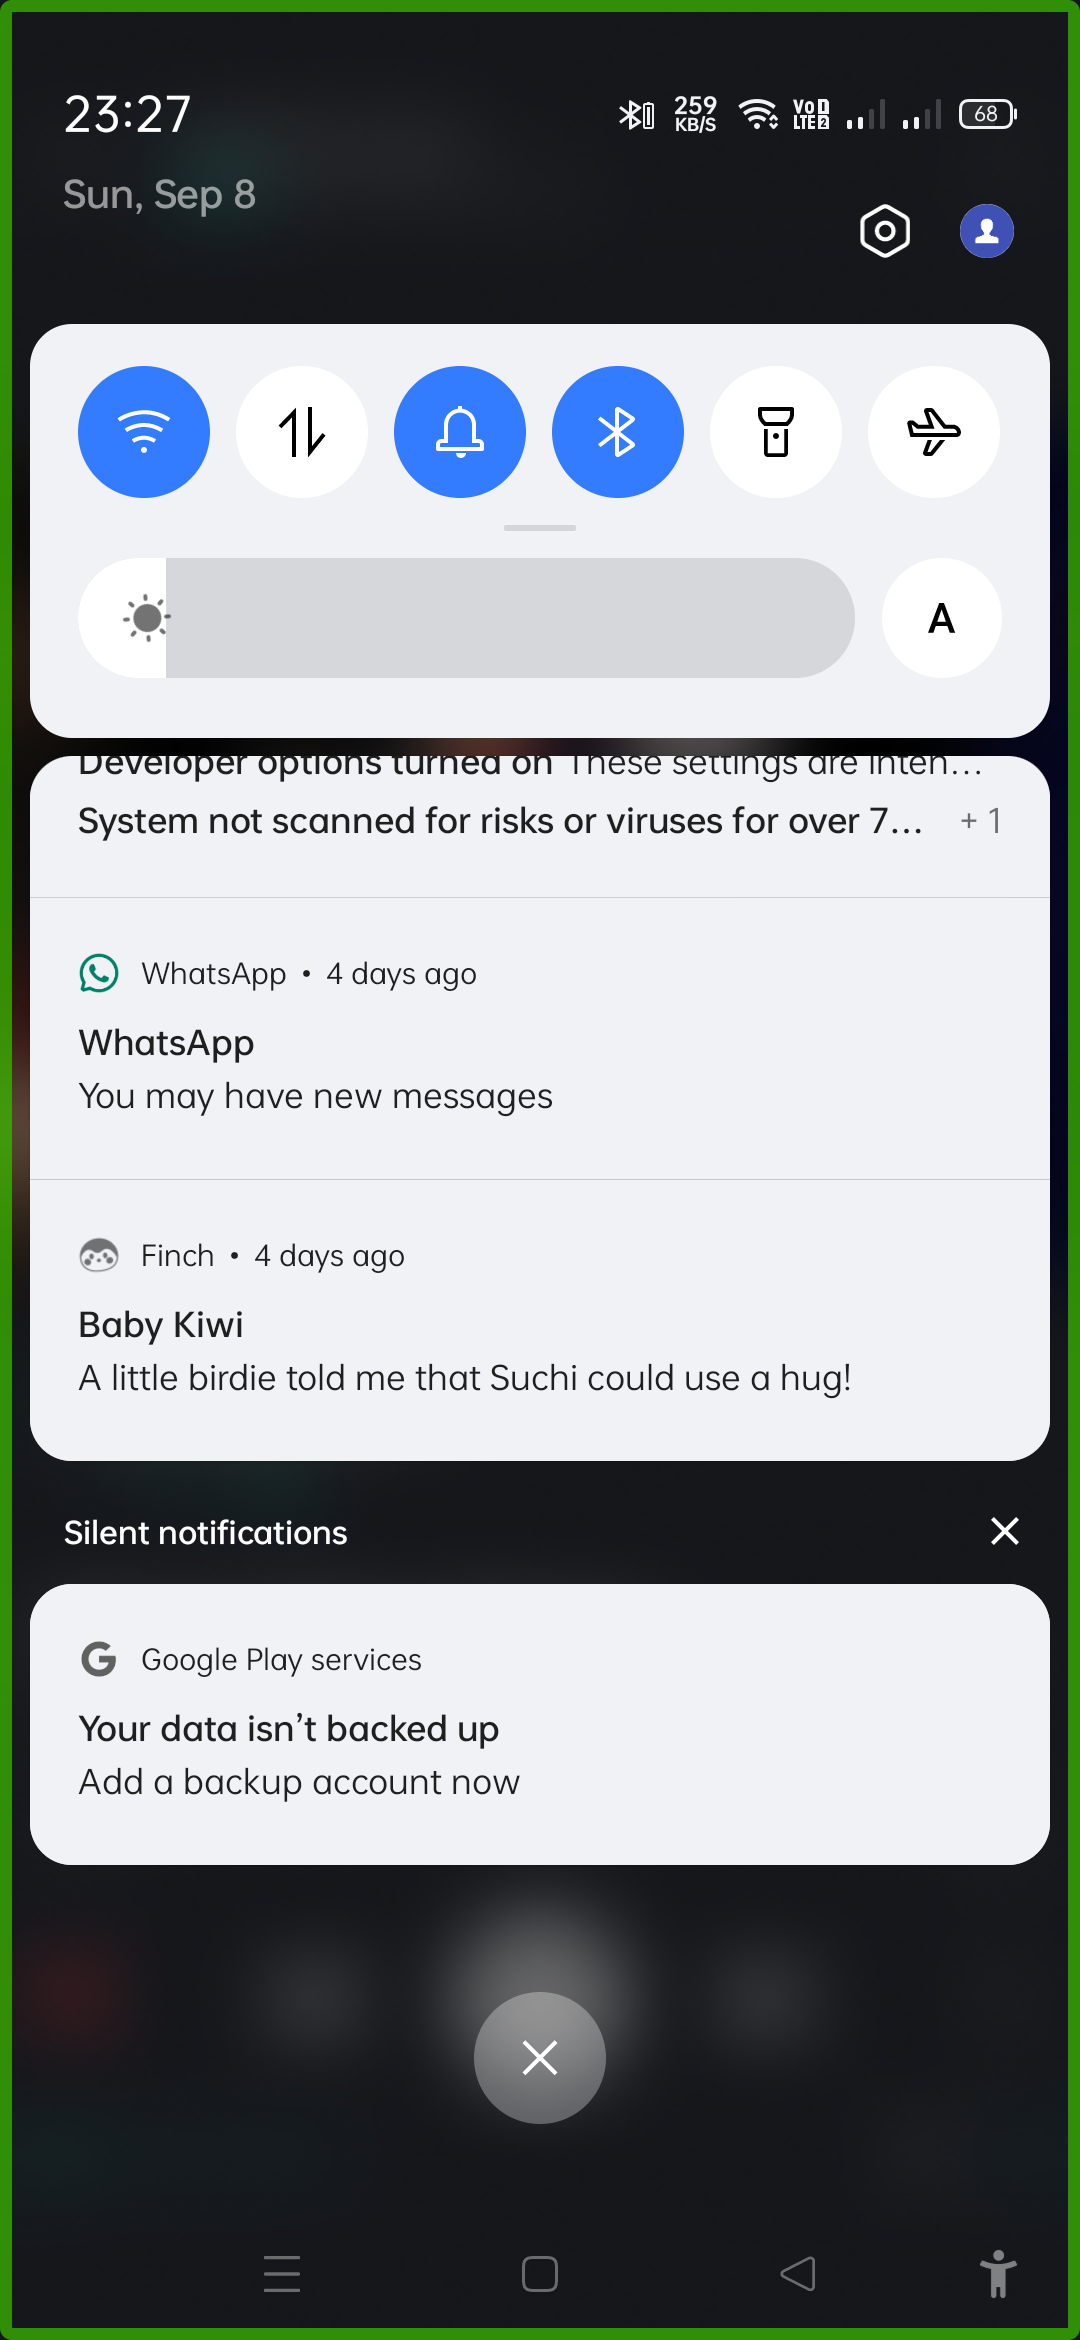 23:27
259
KB/S
Vo 1
LTE 2
68
Sun, Sep 8
A
Developer options turned on These settings are inten...
System not scanned for risks or viruses for over 7... + 1
WhatsApp • 4 days ago
WhatsApp
You may have new messages
Finch • 4 days ago
Baby Kiwi
A little birdie told me that Suchi could use a hug!
Silent notifications
G Google Play services
Your data isn't backed up
Add a backup account now